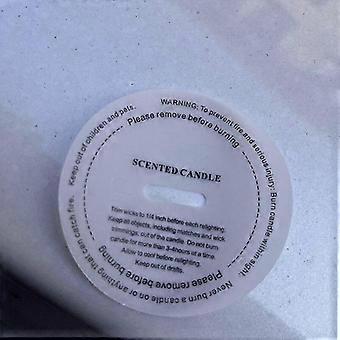 WARNING: To prevent fire and serious injury: Burn candle within sight.
Never burn a candle on or anything that can catch fire.
Keep out of children and pets.
Please remove before burning
SCENTED CANDLE
Trim wicks to 1/4 inch before each relighting.
Keep all objects, including matches and wick
trimmings, out of the candle. Do not burn
candle for more than 3-4hours of a time.
Allow to cool before relighting.
Keep out of drafts.
Please remove before burning